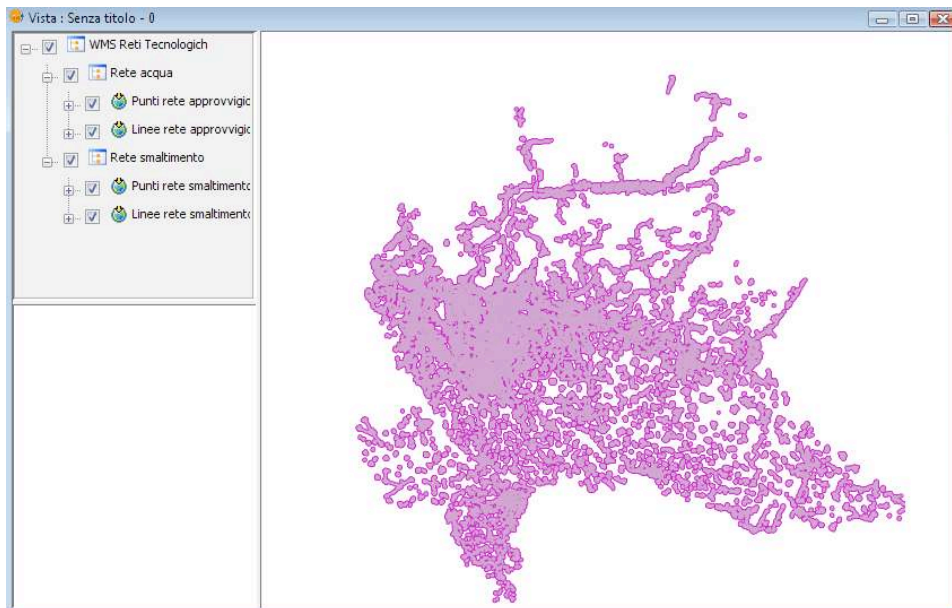 Vista : Senza titolo - 0
WMS Reti Tecnologich
Rete acqua
Punti rete approvvigic
Linee rete approvvigic
Rete smaltimento
Punti rete smaltimento
Linee rete smaltimento